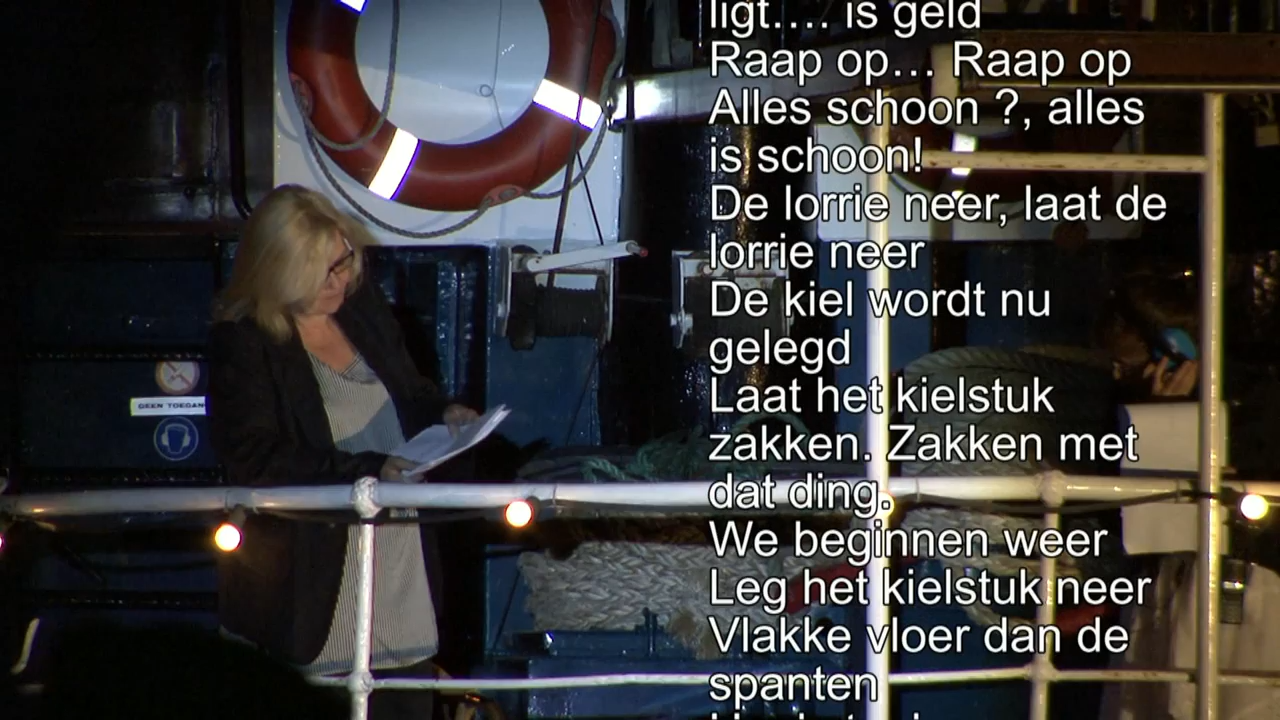 ligt.... is geld
Raap op... Raap op
Alles schoon ?, alles
is schoon!
De lorrie neer, laat de
lorrie neer
De kiel wordt nu
gelegd
Laat het kielstuk
zakken. Zakken met
dat ding.
We beginnen weer
Leg het kielstuk neer
Vlakke vloer dan de
spanten
GEEN TOEGAN